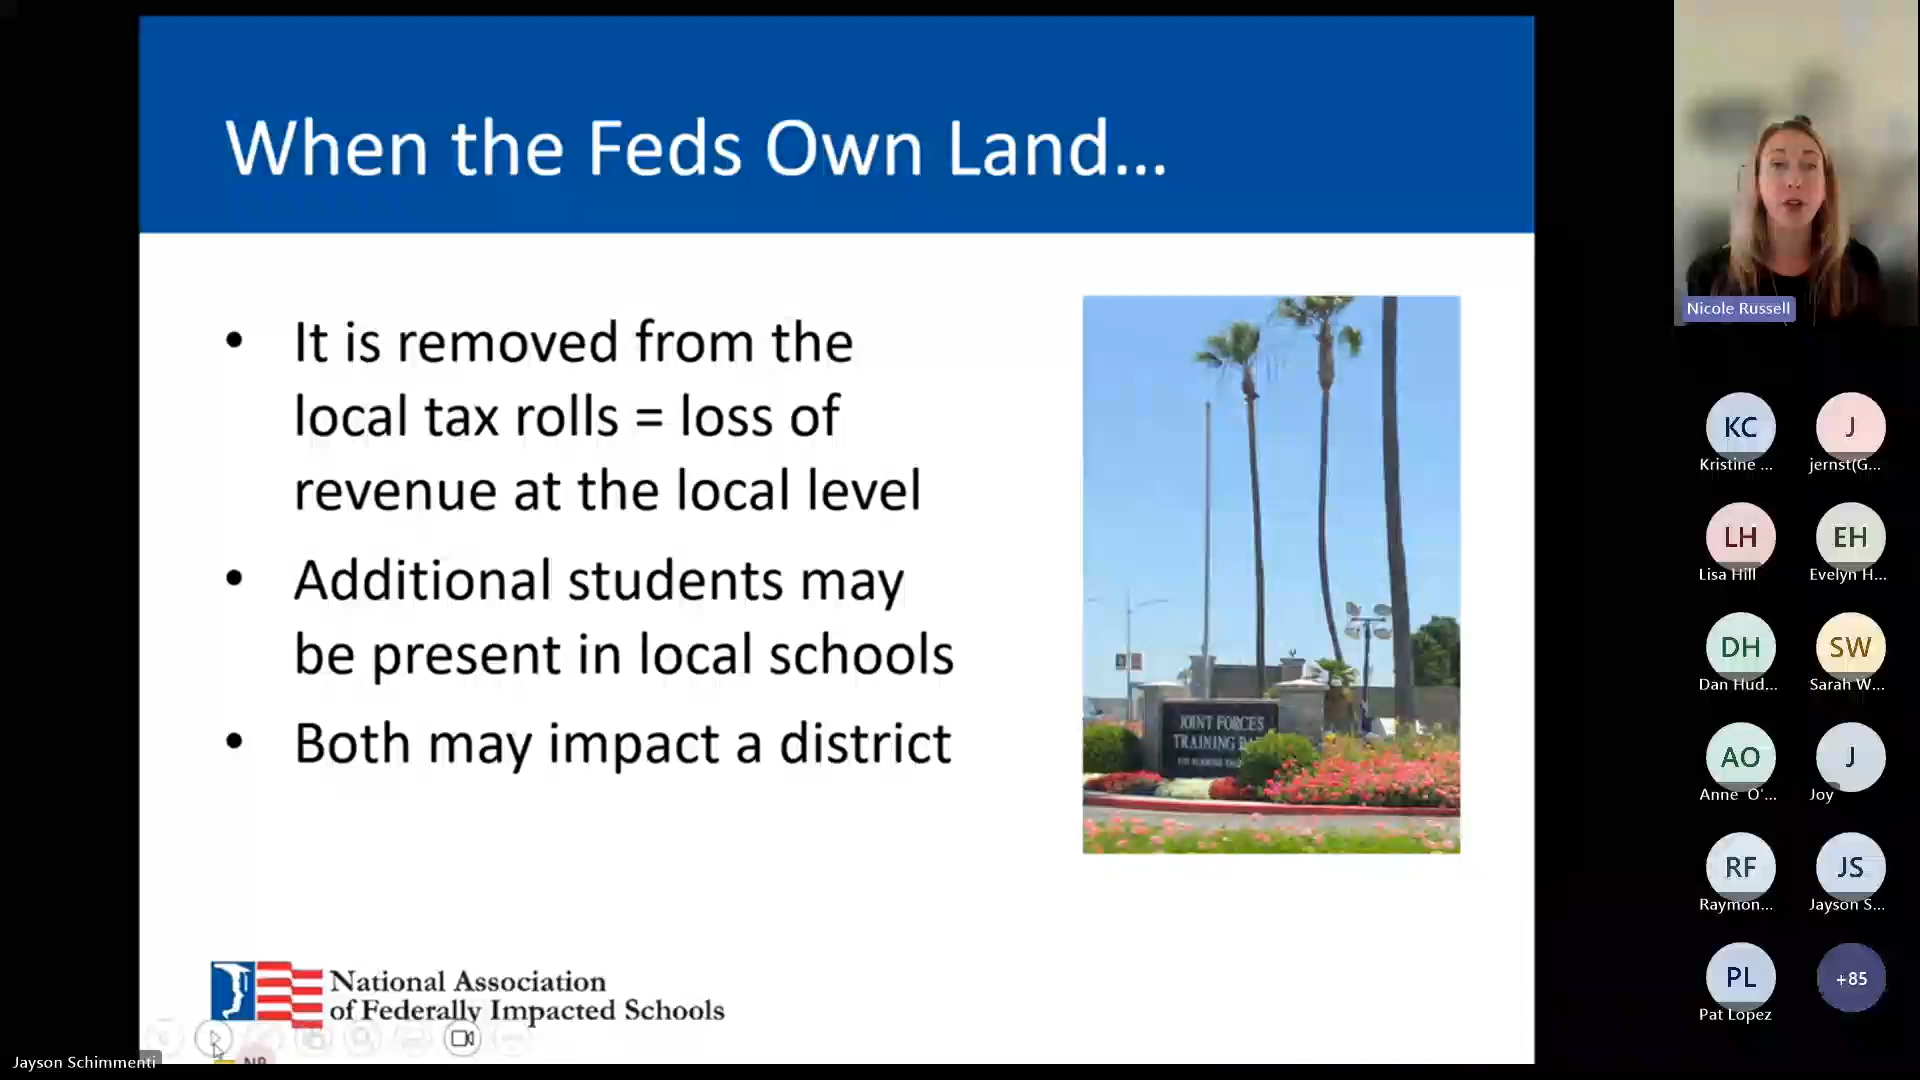 When the Feds Own Land...
• It is removed from the
local tax rolls = loss of
revenue at the local level
• Additional students may
be present in local schools
• Both may impact a district
JOINT FORCES
TRAINING
National Association
of Federally Impacted Schools
NR
Jayson Schimmenti
Nicole Russell
KC
Kristine ...
J
jernst(G...
LH
Lisa Hill
EH
Evelyn H...
DH
Dan Hud...
SW
Sarah W...
AO
Anne O'...
J
Joy
RF
Raymon...
JS
Jayson S...
PL
Pat Lopez
+85